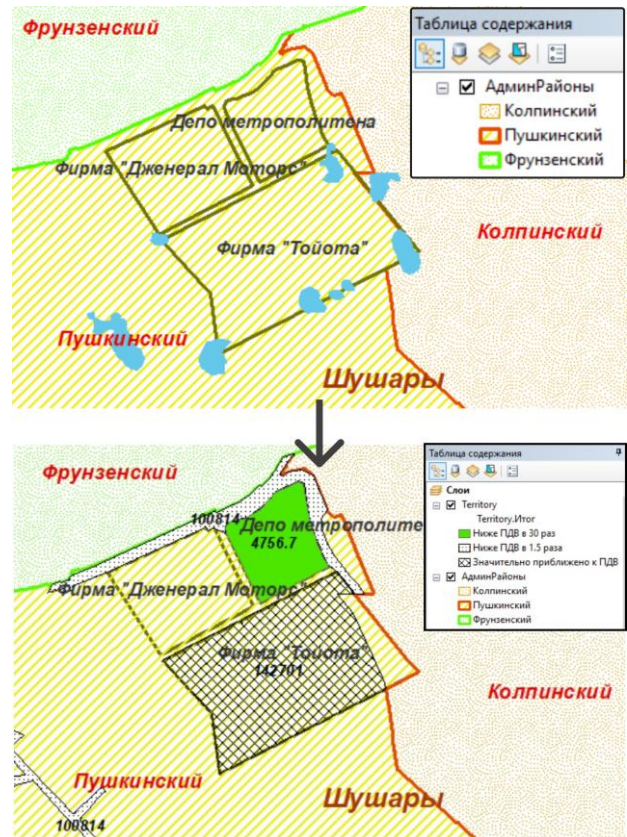 Фрунзенский
Таблица содержания
АдминРайоны
Колпинский
Пушкинский
Фрунзенский
Депо метрополитена
Фирма "Дженерал Моторс"
Фирма "Тойота"
Колпинский
Пушкинский
Шушары
Фрунзенский
Таблица содержания
Слои
Territory
Territory.Итог
Ниже ПДВ в 30 раз
Ниже ПДВ в 1.5 раза
Значительно приближено к ПДВ
АдминРайоны
Колпинский
Пушкинский
Фрунзенский
100814
Депо метрополите
4756.7
Фирма "Дженерал Моторс"
Фирма "Тойота"
142701
Колпинский
Пушкинский
Шушары
100814